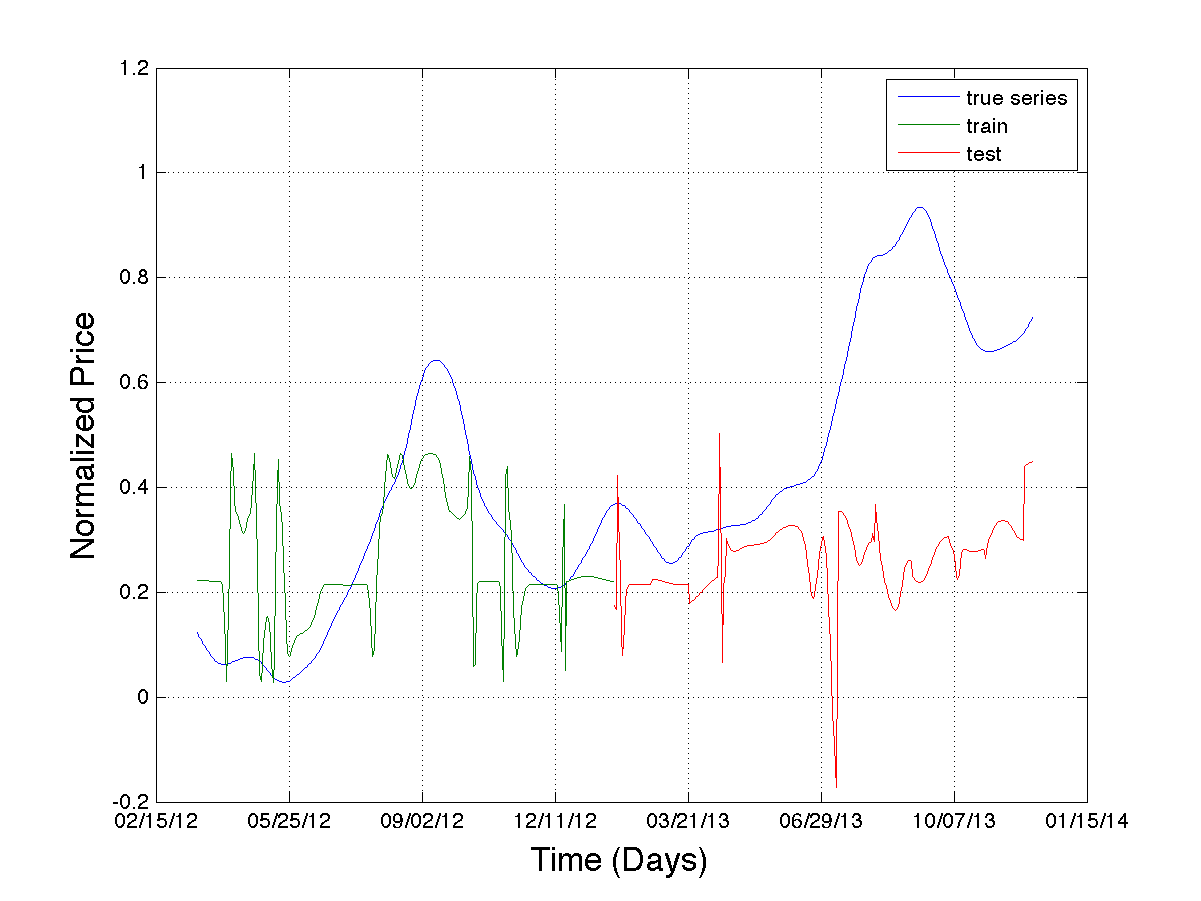 1.2
1
0.8
0.6
0.4
0.2
0
-0.2
Normalized Price
true series
train
test
02/15/12 05/25/12 09/02/12 12/11/12 03/21/13 06/29/13 10/07/13 01/15/14
Time (Days)